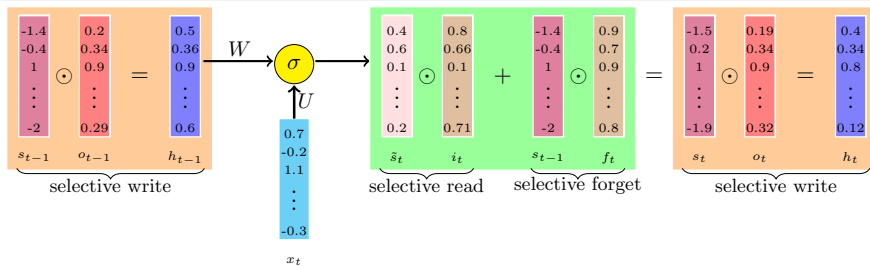 -1.4 0.2 0.5 0.4 0.8 -1.4 0.9 -1.5 0.19 0.4
-0.4 0.34 0.36 W 0.6 0.66 -0.4 0.7 0.2 0.34 0.34
1 ⊙ 0.9 = 0.9 σ 0.1 ⊙ 0.1 + 1 ⊙ 0.9 = 1 ⊙ 0.9 = 0.8
⋮ ⋮ ⋮ U ⋮ ⋮ ⋮ ⋮ ⋮ ⋮ ⋮
-2 0.29 0.6 0.2 0.71 -2 0.8 -1.9 0.32 0.12
s_{t−1} o_{t−1} h_{t−1} s̃_t i_t s_{t−1} f_t s_t o_t h_t
selective write selective read selective forget selective write
0.7
-0.2
1.1
⋮
-0.3
x_t